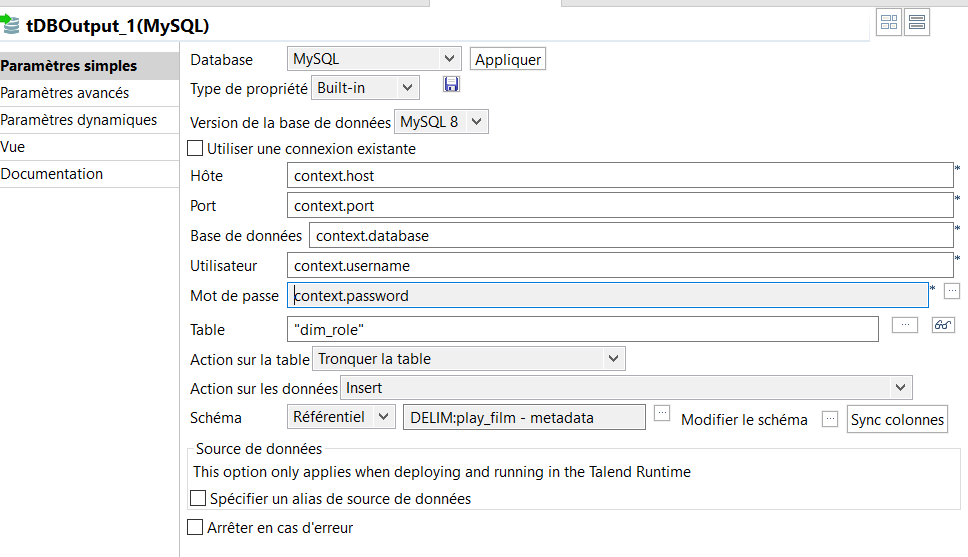 tDBOutput_1(MySQL)
Paramètres simples
Paramètres avancés
Paramètres dynamiques
Vue
Documentation
Database MySQL Appliquer
Type de propriété Built-in
Version de la base de données MySQL 8
Utiliser une connexion existante
Hôte context.host *
Port context.port *
Base de données context.database *
Utilisateur context.username *
Mot de passe context.password * ...
Table "dim_role" ...
Action sur la table Tronquer la table
Action sur les données Insert
Schéma Référentiel DELIM:play_film - metadata ... Modifier le schéma ... Sync colonnes
Source de données
This option only applies when deploying and running in the Talend Runtime
Spécifier un alias de source de données
Arrêter en cas d'erreur